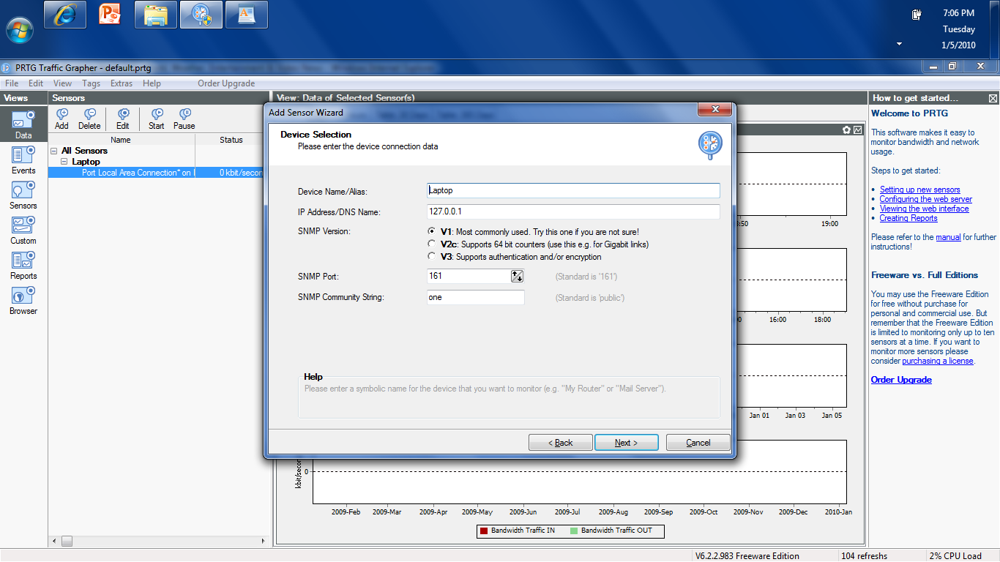 7:06 PM
Tuesday
1/5/2010
PRTG Traffic Grapher - default.prtg
File Edit View Tags Extras Help Order Upgrade
Views
Data
Events
Sensors
Custom
Reports
Browser
Sensors
Add Delete Edit Start Pause
Name Status
All Sensors
Laptop
Port Local Area Connection* on 0 kbit/secon
View: Data of Selected Sensor(s)
Add Sensor Wizard
Device Selection
Please enter the device connection data
Device Name/Alias: Laptop
IP Address/DNS Name: 127.0.0.1
SNMP Version: V1: Most commonly used. Try this one if you are not sure!
V2c: Supports 64 bit counters (use this e.g. for Gigabit links)
V3: Supports authentication and/or encryption
SNMP Port: 161 (Standard is '161')
SNMP Community String: one (Standard is 'public')
Help
Please enter a symbolic name for the device that you want to monitor (e.g. "My Router" or "Mail Server").
< Back Next > Cancel
:50 19:00
16:00 18:00
Jan 01 Jan 03 Jan 05
kbit/secon
0
2009-Feb 2009-Mar 2009-Apr 2009-May 2009-Jun 2009-Jul 2009-Aug 2009-Sep 2009-Oct 2009-Nov 2009-Dec 2010-Jan
Bandwidth Traffic IN Bandwidth Traffic OUT
How to get started...
Welcome to PRTG
This software makes it easy to
monitor bandwidth and network
usage.
Steps to get started:
• Setting up new sensors
• Configuring the web server
• Viewing the web interface
• Creating Reports
Please refer to the manual for further
instructions!
Freeware vs. Full Editions
You may use the Freeware Edition
for free without purchase for
personal and commercial use. But
remember that the Freeware Edition
is limited to monitoring only up to ten
sensors at a time. If you want to
monitor more sensors please
consider purchasing a license.
Order Upgrade
V6.2.2.983 Freeware Edition 104 refreshs 2% CPU Load